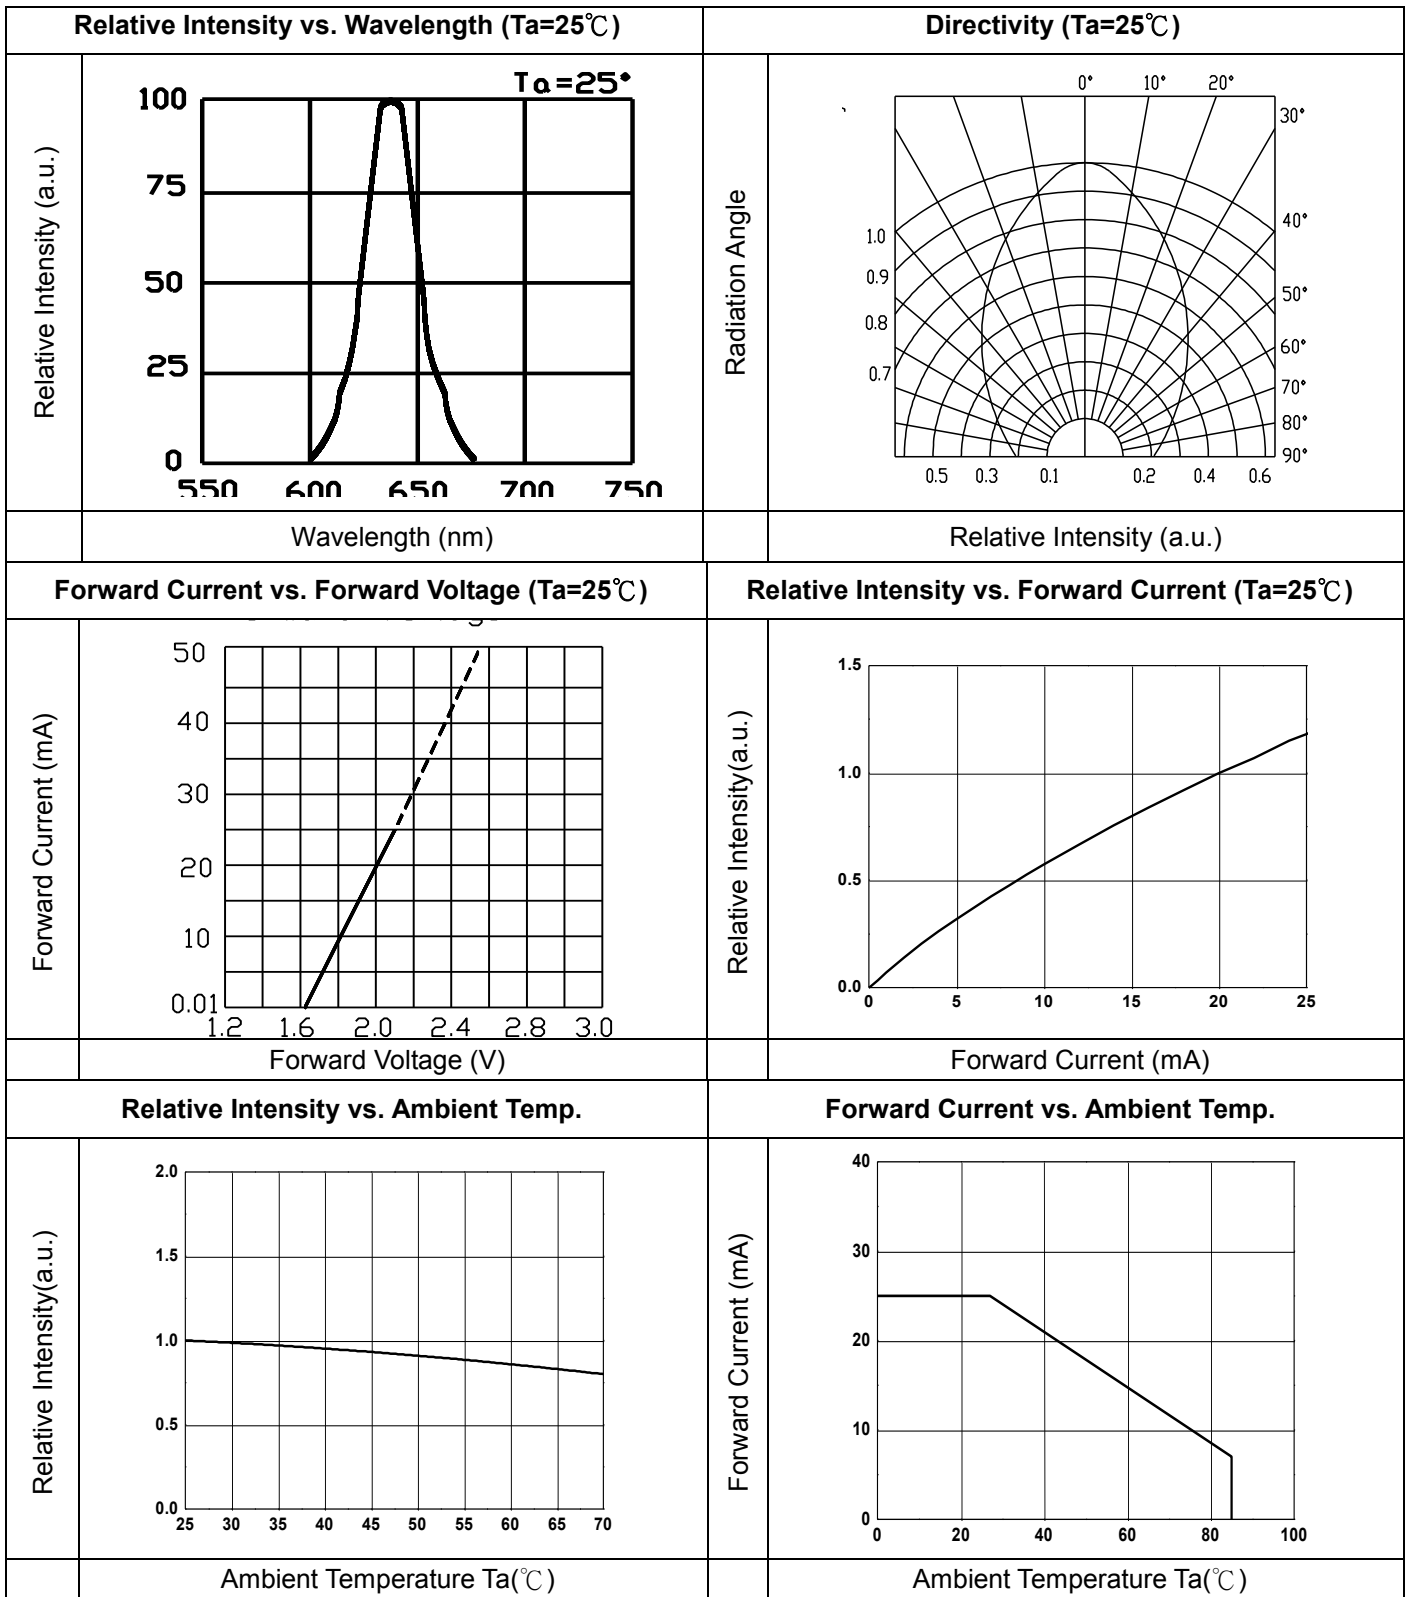 Relative Intensity vs. Wavelength (Ta=25℃)
Directivity (Ta=25℃)
Relative Intensity (a.u.)
Ta=25°
100
75
50
25
0
550 600 650 700 750
Wavelength (nm)
Radiation Angle
0° 10° 20°
30°
40°
50°
60°
70°
80°
90°
1.0
0.9
0.8
0.7
0.5 0.3 0.1 0.2 0.4 0.6
Relative Intensity (a.u.)
Forward Current vs. Forward Voltage (Ta=25℃)
Relative Intensity vs. Forward Current (Ta=25℃)
Forward Current (mA)
50
40
30
20
10
0.01
1.2 1.6 2.0 2.4 2.8 3.0
Forward Voltage (V)
Relative Intensity(a.u.)
1.5
1.0
0.5
0.0
0 5 10 15 20 25
Forward Current (mA)
Relative Intensity vs. Ambient Temp.
Forward Current vs. Ambient Temp.
Relative Intensity(a.u.)
2.0
1.5
1.0
0.5
0.0
25 30 35 40 45 50 55 60 65 70
Ambient Temperature Ta(℃)
Forward Current (mA)
40
30
20
10
0
0 20 40 60 80 100
Ambient Temperature Ta(℃)